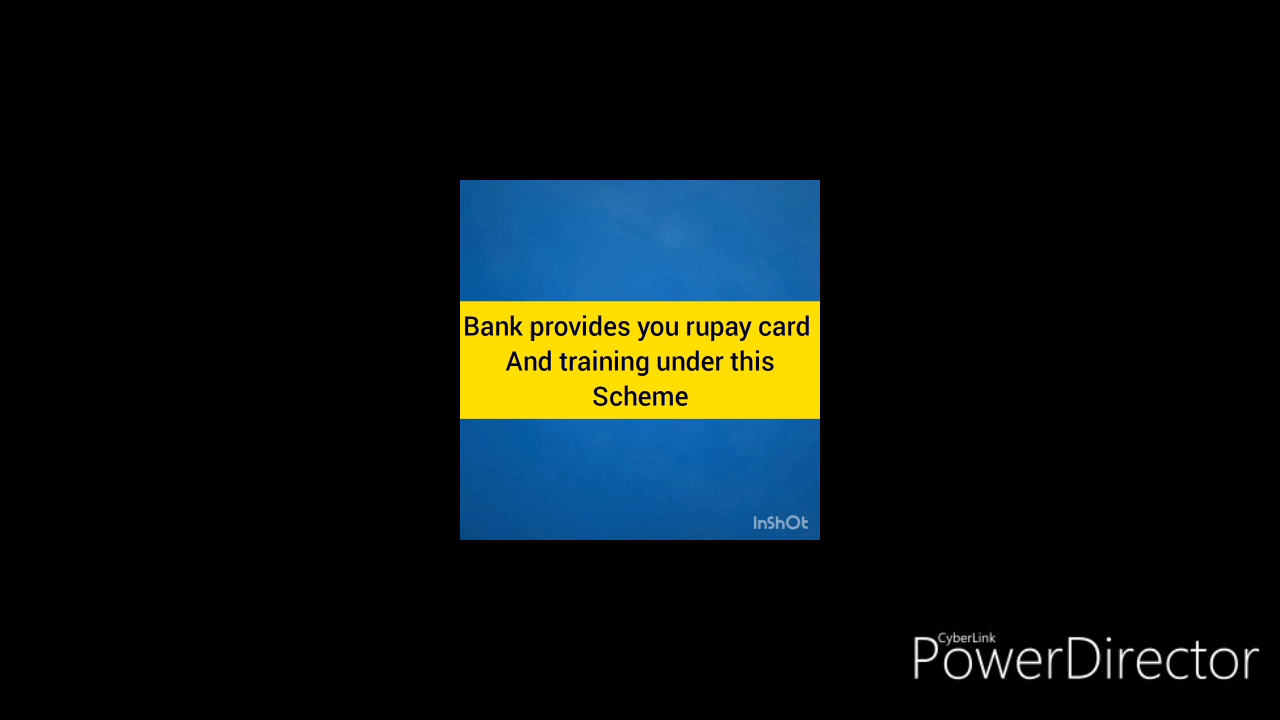 Bank provides you rupay card
And training under this
Scheme
InShOt
CyberLink
PowerDirector